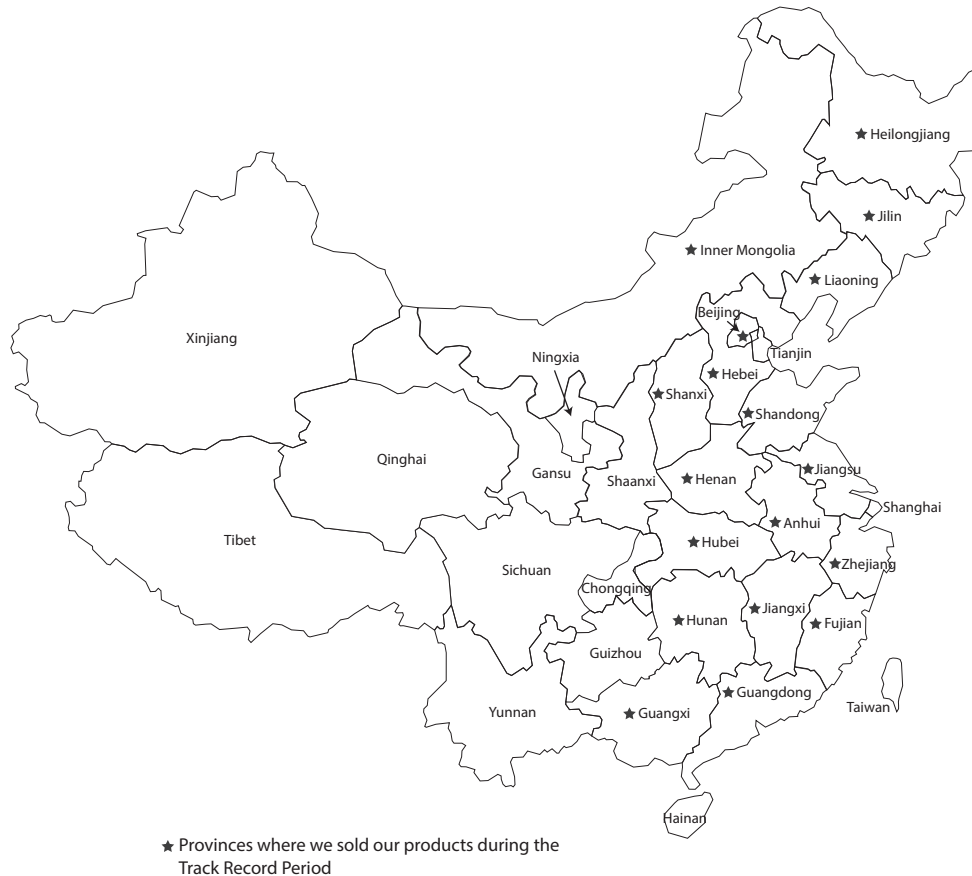 ★ Heilongjiang
★ Jilin
★ Inner Mongolia
★ Liaoning
Beijing
★
Xinjiang
Tianjin
Ningxia
★ Hebei
★ Shanxi
★ Shandong
Qinghai
★ Jiangsu
Gansu
Shaanxi
★ Henan
Shanghai
★ Anhui
Tibet
★ Hubei
Sichuan
★ Zhejiang
Chongqing
★ Jiangxi
★ Hunan
★ Fujian
Guizhou
★ Guangdong
Taiwan
Yunnan
★ Guangxi
Hainan
★ Provinces where we sold our products during the
Track Record Period